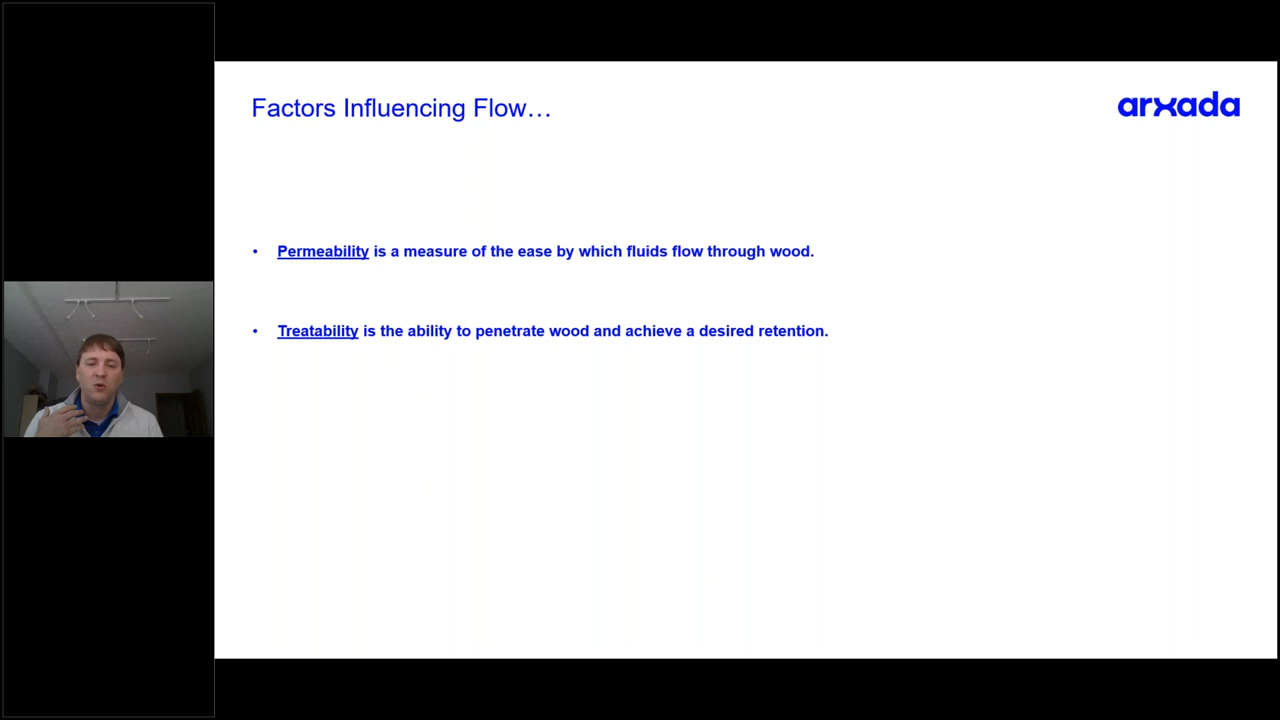 Factors Influencing Flow…
arxada
• Permeability is a measure of the ease by which fluids flow through wood.
• Treatability is the ability to penetrate wood and achieve a desired retention.